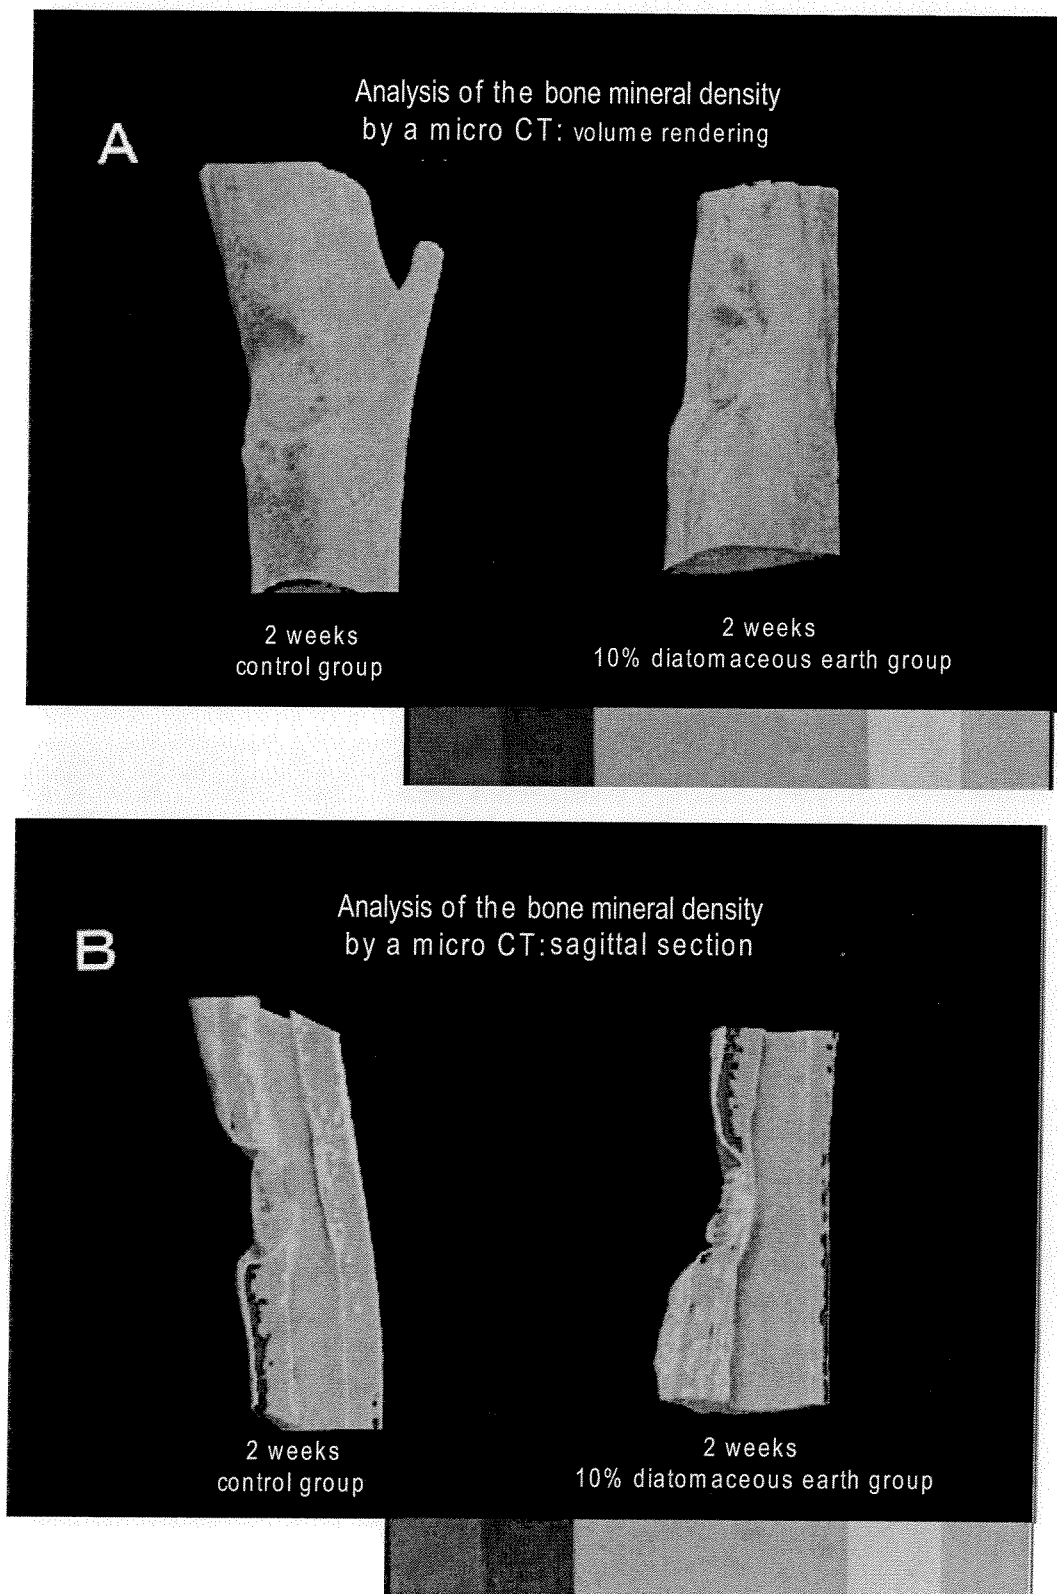 A
Analysis of the bone mineral density
by a micro CT: volume rendering
2 weeks
control group
2 weeks
10% diatomaceous earth group
B
Analysis of the bone mineral density
by a micro CT:sagittal section
2 weeks
control group
2 weeks
10% diatomaceous earth group